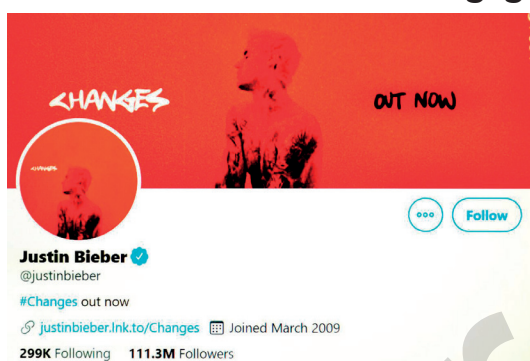 CHANGES OUT NOW
CHANGES
Follow
Justin Bieber
@justinbieber
#Changes out now
justinbieber.lnk.to/Changes Joined March 2009
299K Following 111.3M Followers